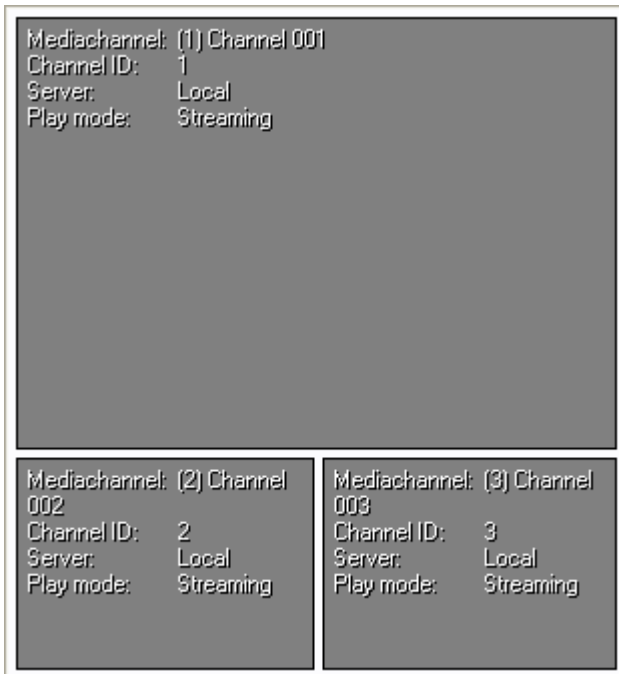 Mediachannel: (1) Channel 001
Channel ID: 1
Server: Local
Play mode: Streaming
Mediachannel: (2) Channel
002
Channel ID: 2
Server: Local
Play mode: Streaming
Mediachannel: (3) Channel
003
Channel ID: 3
Server: Local
Play mode: Streaming